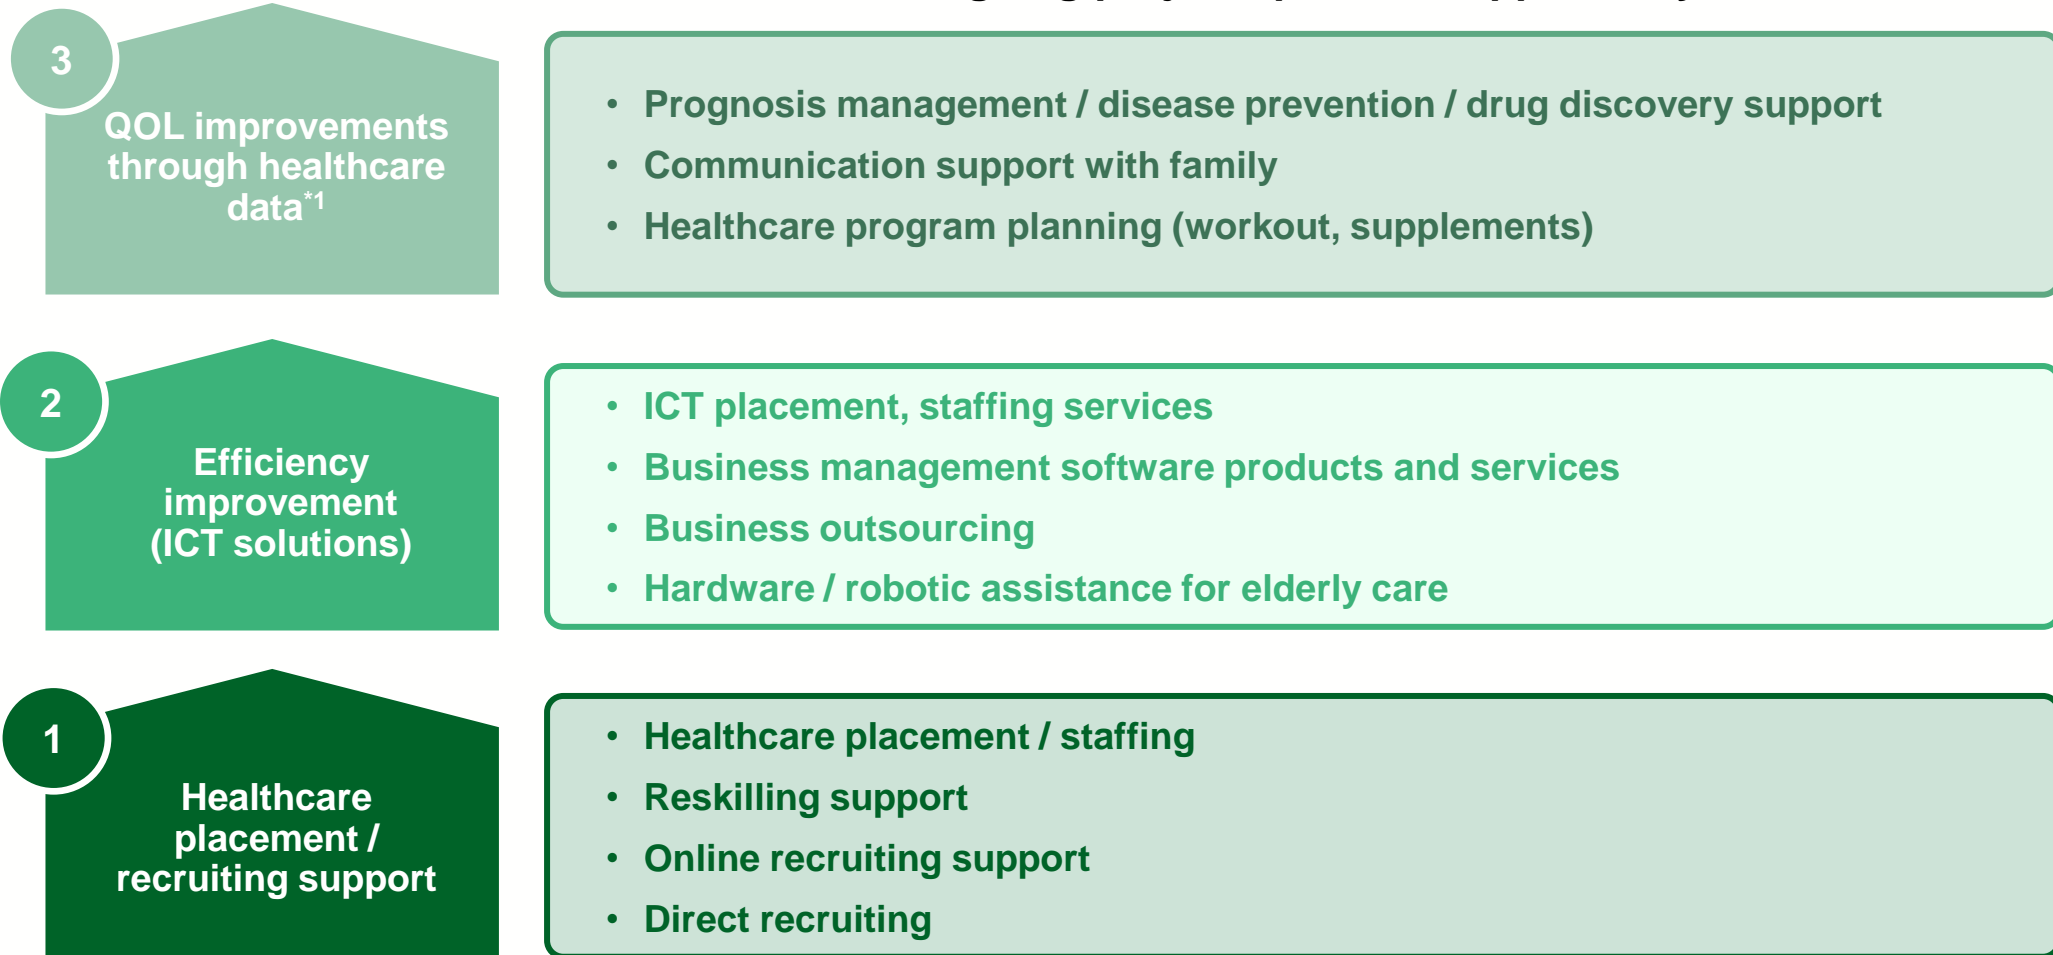 3
QOL improvements
through healthcare
data*1
• Prognosis management / disease prevention / drug discovery support
• Communication support with family
• Healthcare program planning (workout, supplements)
2
Efficiency
improvement
(ICT solutions)
• ICT placement, staffing services
• Business management software products and services
• Business outsourcing
• Hardware / robotic assistance for elderly care
1
Healthcare
placement /
recruiting support
• Healthcare placement / staffing
• Reskilling support
• Online recruiting support
• Direct recruiting